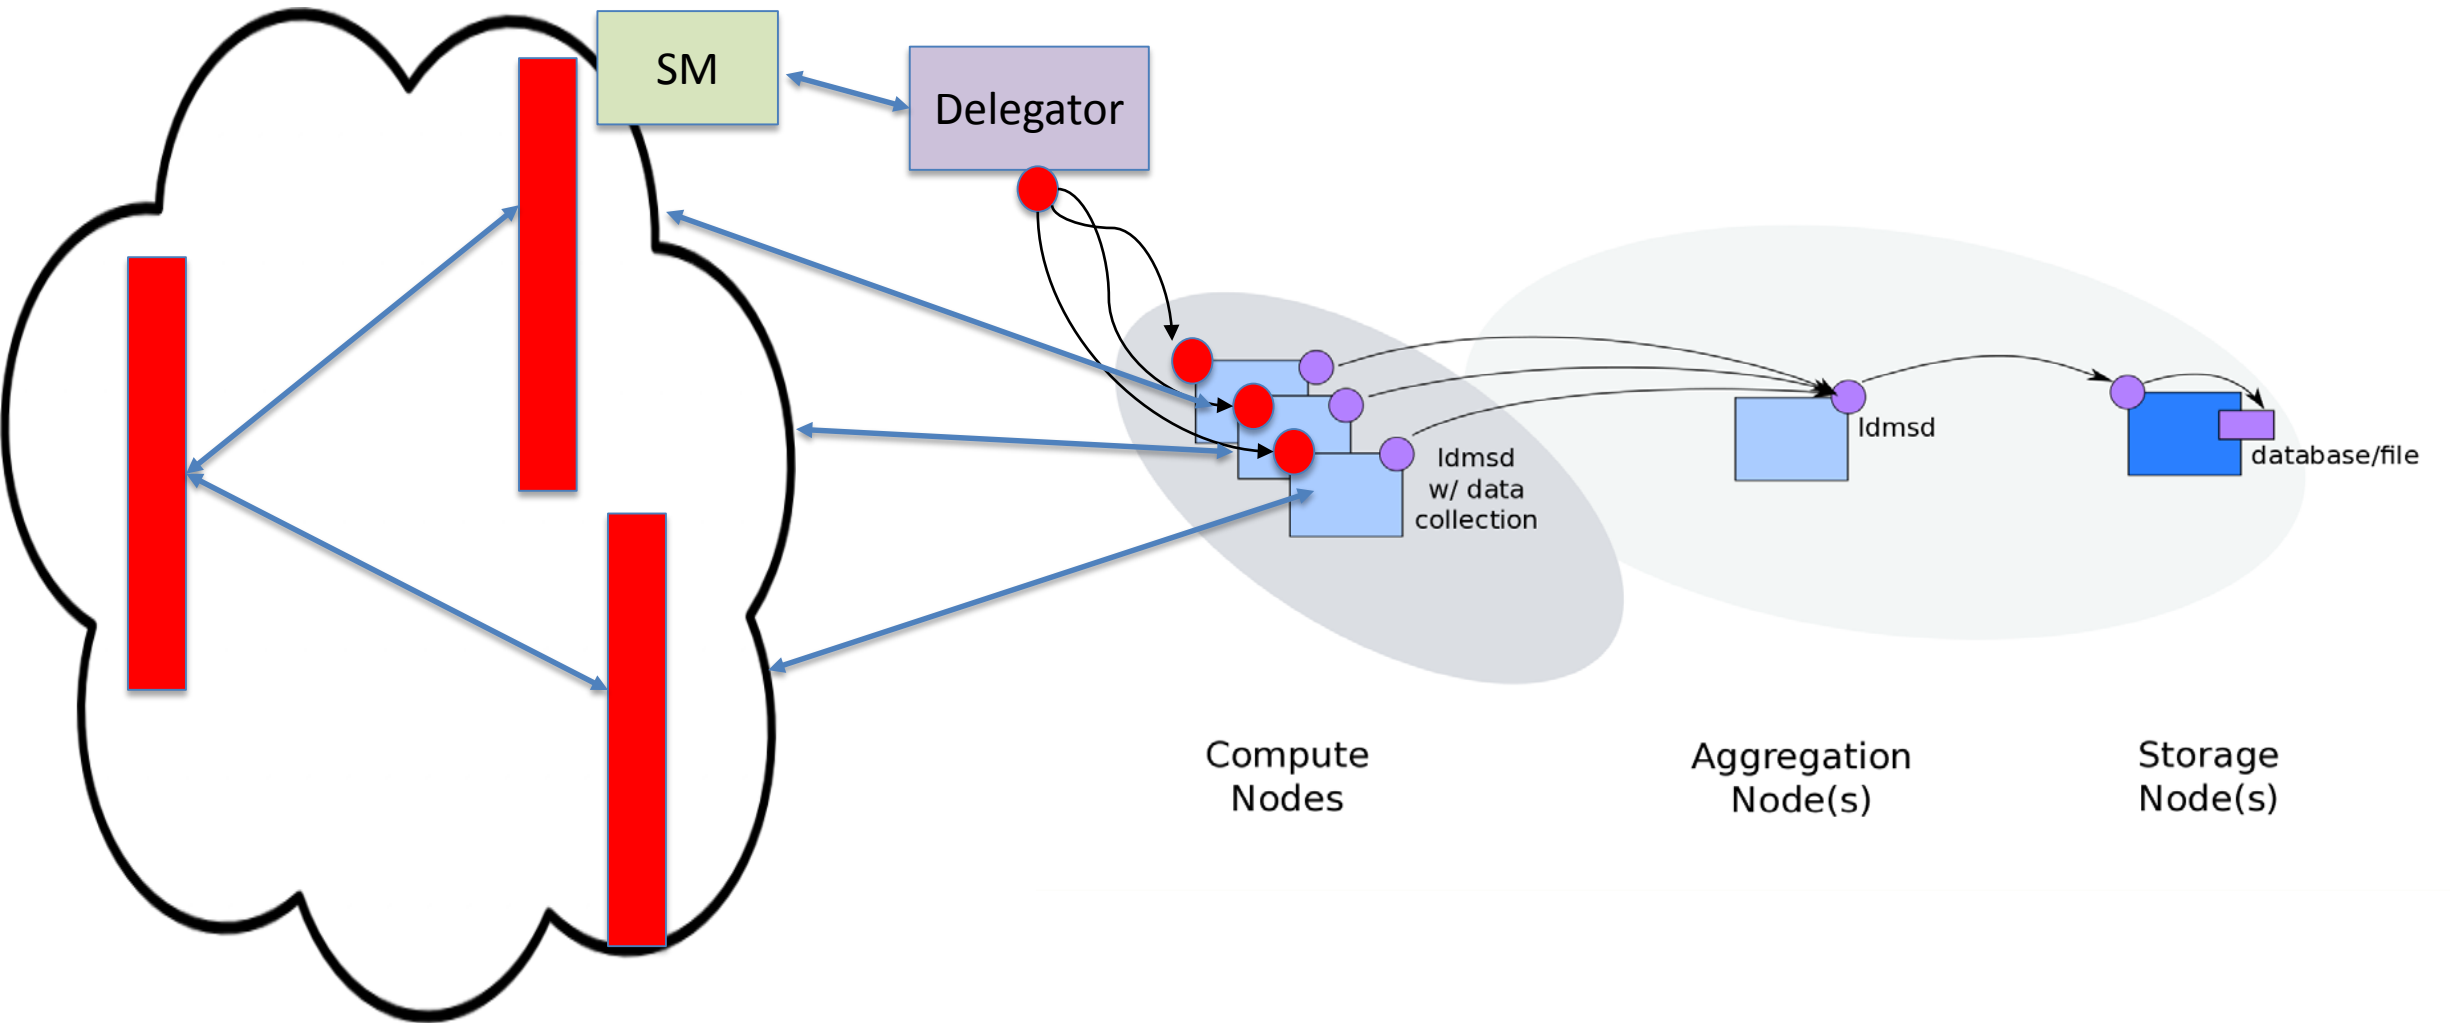 SM
Delegator
ldmsd
w/ data
collection
ldmsd
database/file
Compute
Nodes
Aggregation
Node(s)
Storage
Node(s)